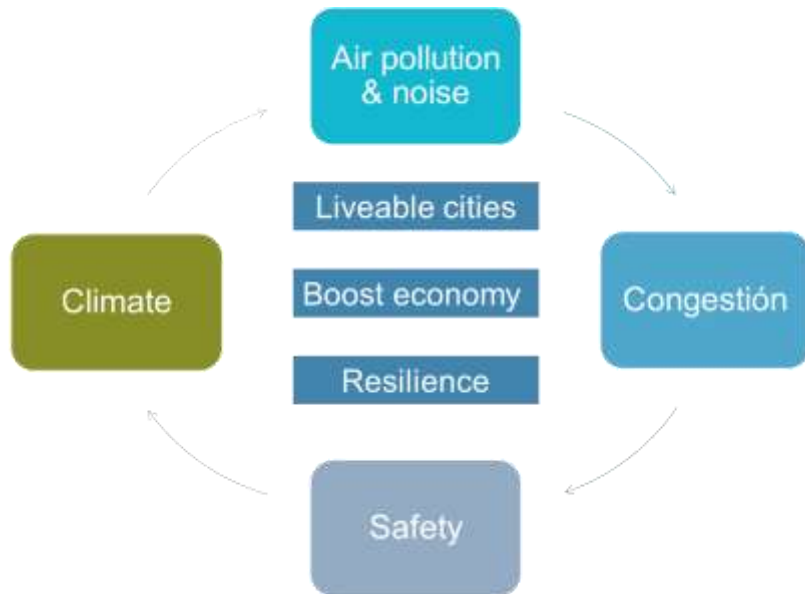 Air pollution
& noise
Liveable cities
Climate
Boost economy
Congestión
Resilience
Safety